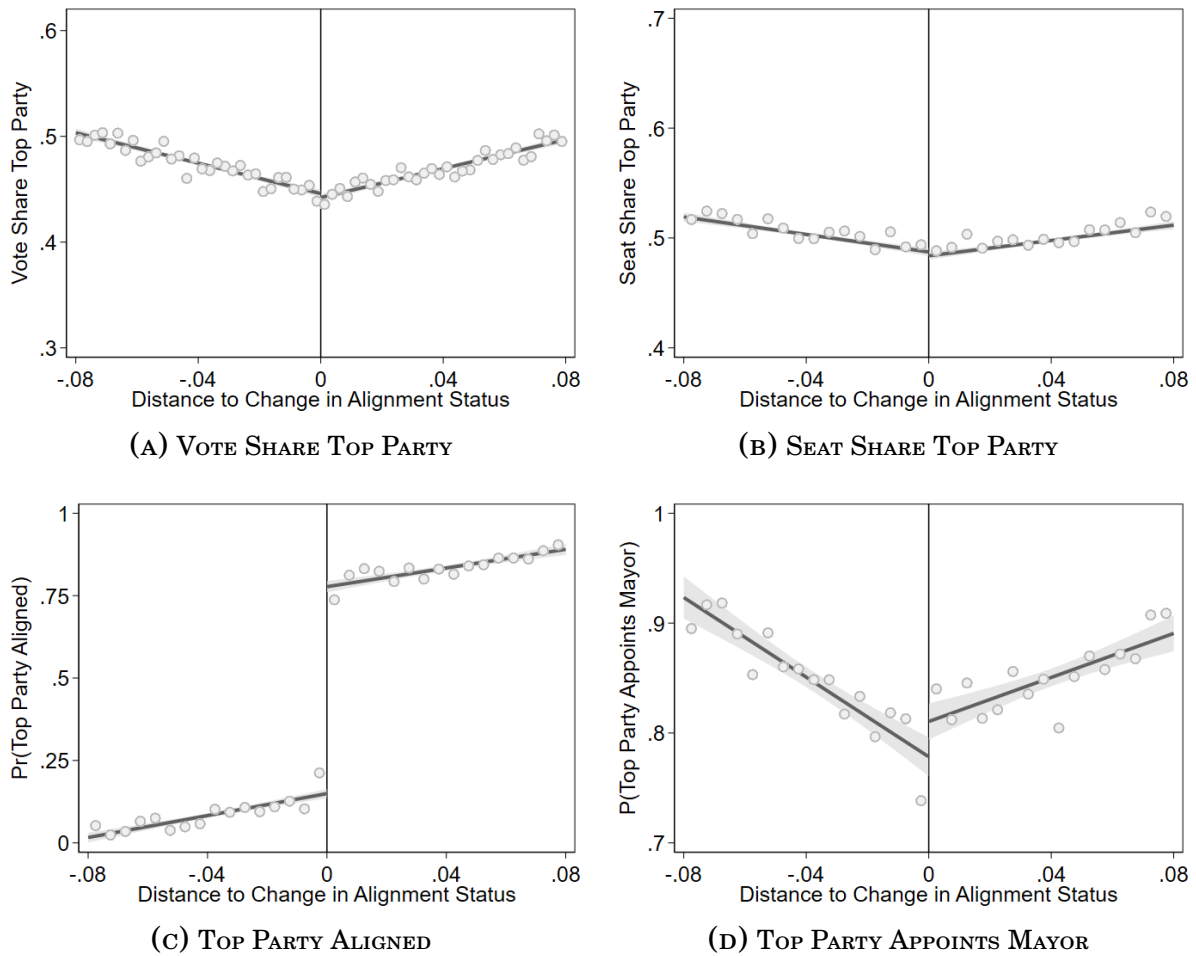 Vote Share Top Party
.6
.5
.4
.3
-.08 -.04 0 .04 .08
Distance to Change in Alignment Status
(A) Vote Share Top Party
Seat Share Top Party
.7
.6
.5
.4
-.08 -.04 0 .04 .08
Distance to Change in Alignment Status
(B) Seat Share Top Party
Pr(Top Party Aligned)
1
.75
.5
.25
0
-.08 -.04 0 .04 .08
Distance to Change in Alignment Status
(C) Top Party Aligned
P(Top Party Appoints Mayor)
1
.9
.8
.7
-.08 -.04 0 .04 .08
Distance to Change in Alignment Status
(D) Top Party Appoints Mayor